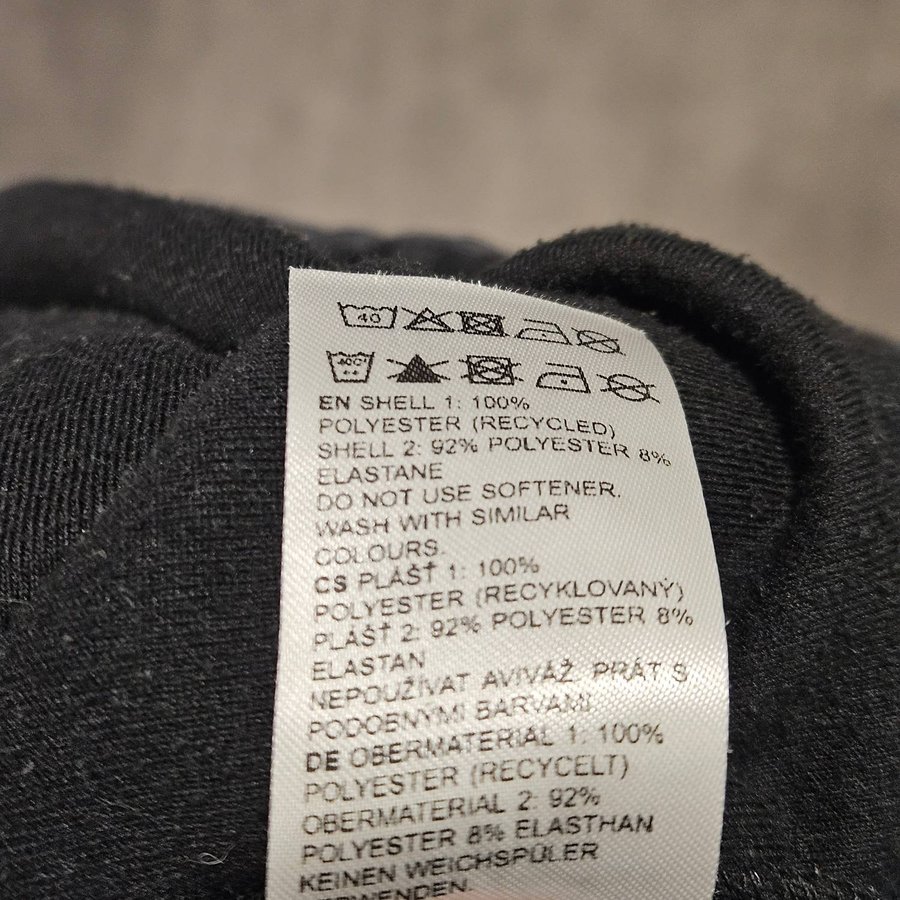 40
40C°
EN SHELL 1: 100%
POLYESTER (RECYCLED)
SHELL 2: 92% POLYESTER 8%
ELASTANE
DO NOT USE SOFTENER.
WASH WITH SIMILAR
COLOURS.
CS PLÁŠŤ 1: 100%
POLYESTER (RECYKLOVANÝ)
PLÁŠŤ 2: 92% POLYESTER 8%
ELASTAN
NEPOUŽÍVAT AVIVÁŽ. PRÁT S
PODOBNÝMI BARVAMI
DE OBERMATERIAL 1: 100%
POLYESTER (RECYCELT)
OBERMATERIAL 2: 92%
POLYESTER 8% ELASTHAN
KEINEN WEICHSPÜLER